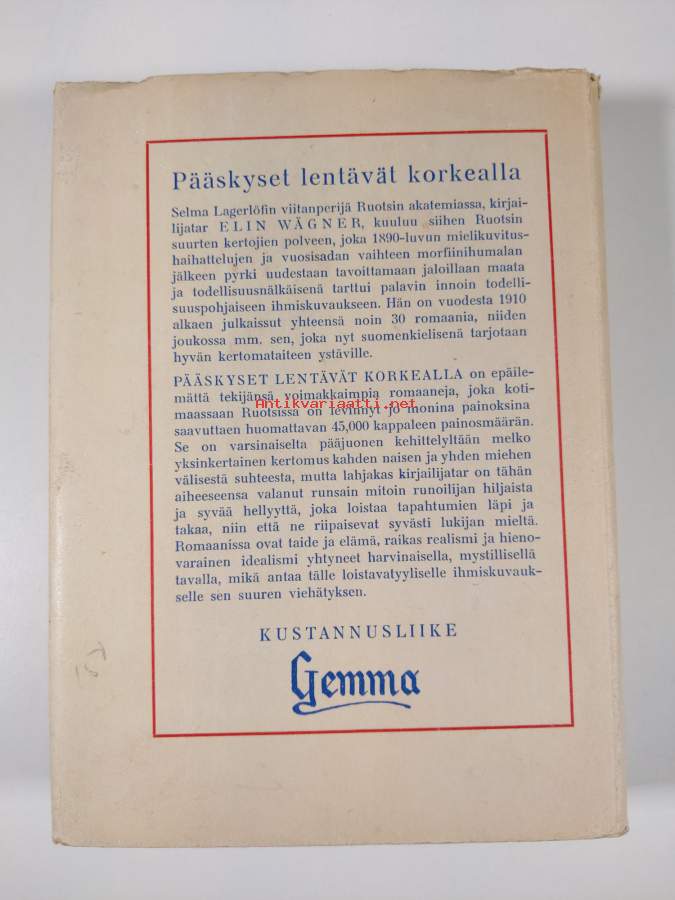 Pääskyset lentävät korkealla
Selma Lagerlöfin viitanperijä Ruotsin akatemiassa, kirjai-
lijatar ELIN WÄGNER, kuuluu siihen Ruotsin
suurten kertojien polveen, joka 1890-luvun mielikuvitus-
haihattelujen ja vuosisadan vaihteen morfiinihumalan
jälkeen pyrki uudestaan tavoittamaan jaloillaan maata
ja todellisuusnälkäisenä tarttui palavin innoin todelli-
suuspohjaiseen ihmiskuvaukseen. Hän on vuodesta 1910
alkaen julkaissut yhteensä noin 30 romaania, niiden
joukossa mm. sen, joka nyt suomenkielisenä tarjotaan
hyvän kertomataiteen ystäville.
PÄÄSKYSET LENTÄVÄT KORKEALLA on epäile-
mättä tekijänsä voimakkaimpia romaaneja, joka koti-
Antikvariaatti.net
maassaan Ruotsissa on levinnyt jo monina painoksina
saavuttaen huomattavan 45,000 kappaleen painosmäärän.
Se on varsinaiselta pääjuonen kehittelyltään melko
yksinkertainen kertomus kahden naisen ja yhden miehen
välisestä suhteesta, mutta lahjakas kirjailijatar on tähän
aiheeseensa valanut runsain mitoin runoilijan hiljaista
ja syvää hellyyttä, joka loistaa tapahtumien läpi ja
takaa, niin että ne riipaisevat syvästi lukijan mieltä.
Romaanissa ovat taide ja elämä, raikas realismi ja hieno-
varainen idealismi yhtyneet harvinaisella, mystillisellä
tavalla, mikä antaa tälle loistavatyyliselle ihmiskuvauk-
selle sen suuren viehätyksen.
KUSTANNUSLIIKE
Gemma